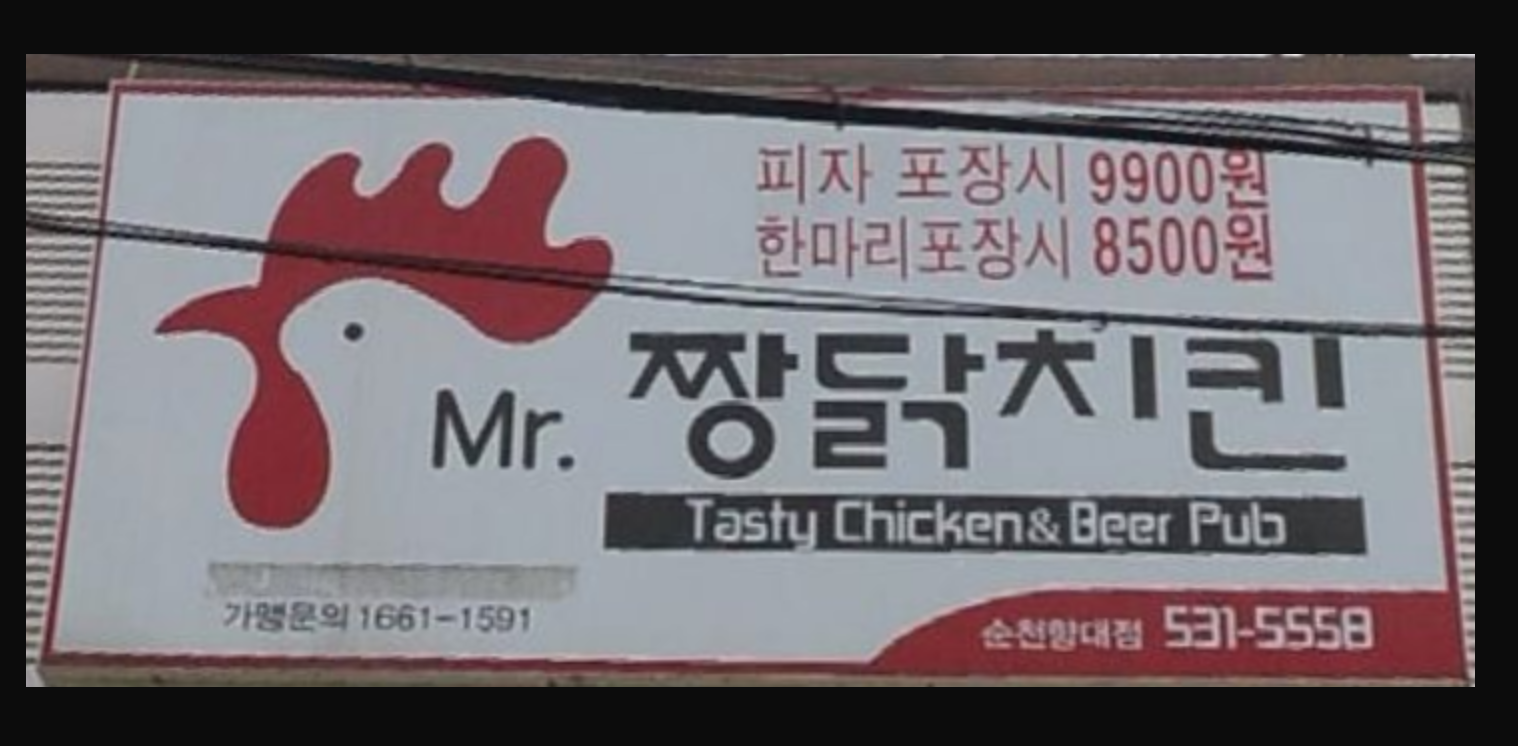 피자 포장시 9900원
한마리포장시 8500원
Mr. 짱닭치킨
Tasty Chicken & Beer Pub
가맹문의 1661-1591
순천향대점 531-5558